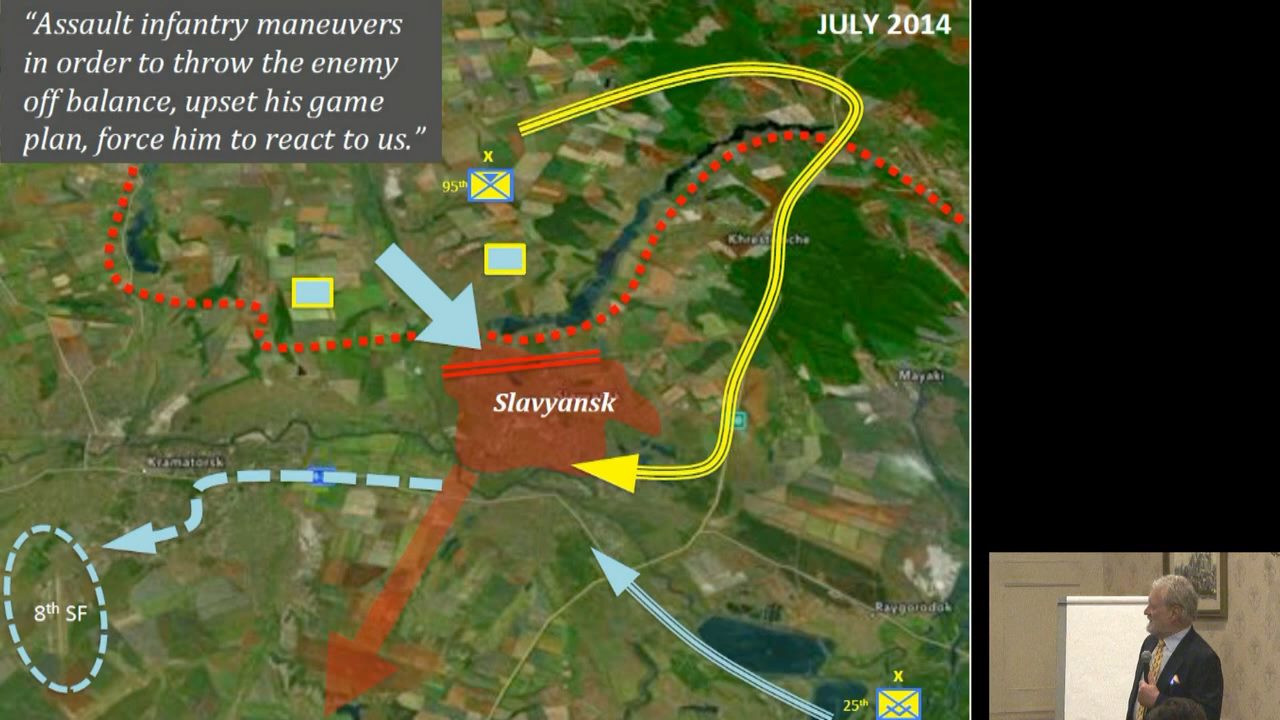 “Assault infantry maneuvers
in order to throw the enemy
off balance, upset his game
plan, force him to react to us.”
JULY 2014
X
95th
Slavyansk
Mayaki
Kramatorsk
8th SF
Raygorodok
X
25th